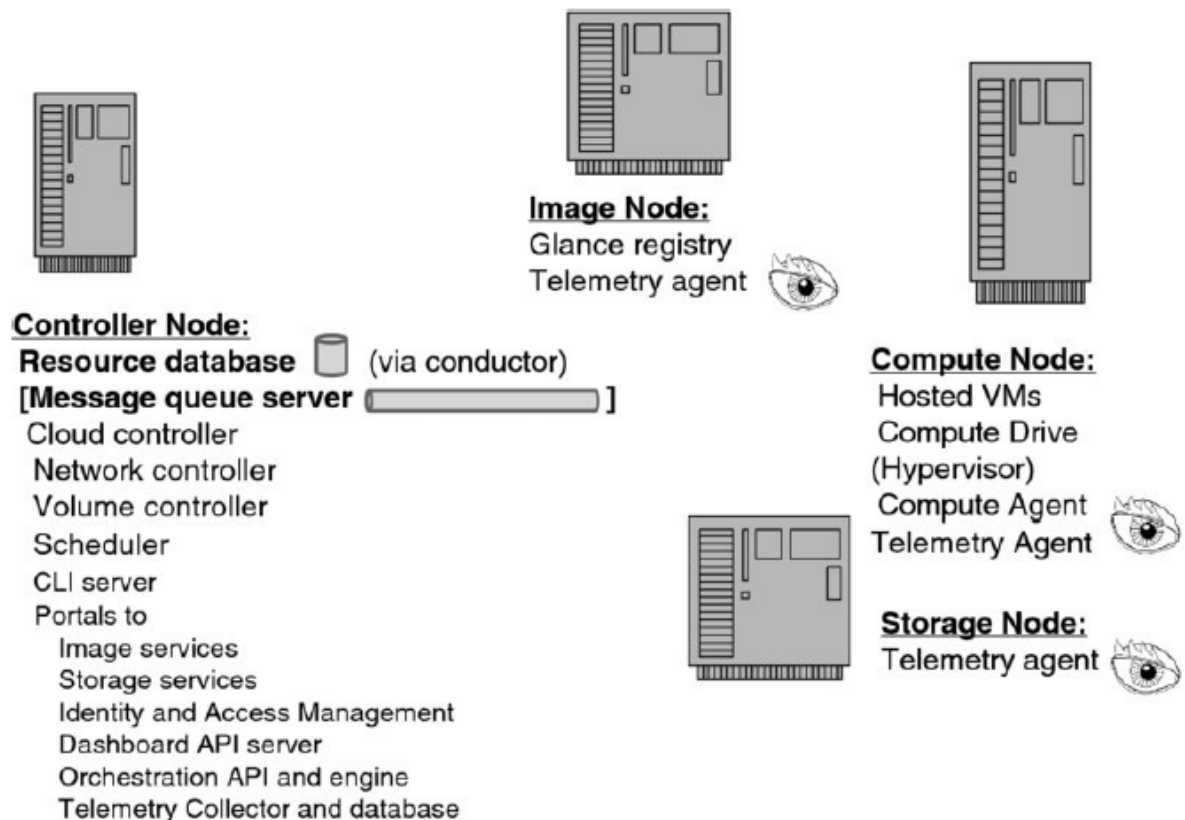 Image Node:
Glance registry
Telemetry agent
Controller Node:
Resource database (via conductor)
[Message queue server ]
Cloud controller
Network controller
Volume controller
Scheduler
CLI server
Portals to
Image services
Storage services
Identity and Access Management
Dashboard API server
Orchestration API and engine
Telemetry Collector and database
Compute Node:
Hosted VMs
Compute Drive
(Hypervisor)
Compute Agent
Telemetry Agent
Storage Node:
Telemetry agent